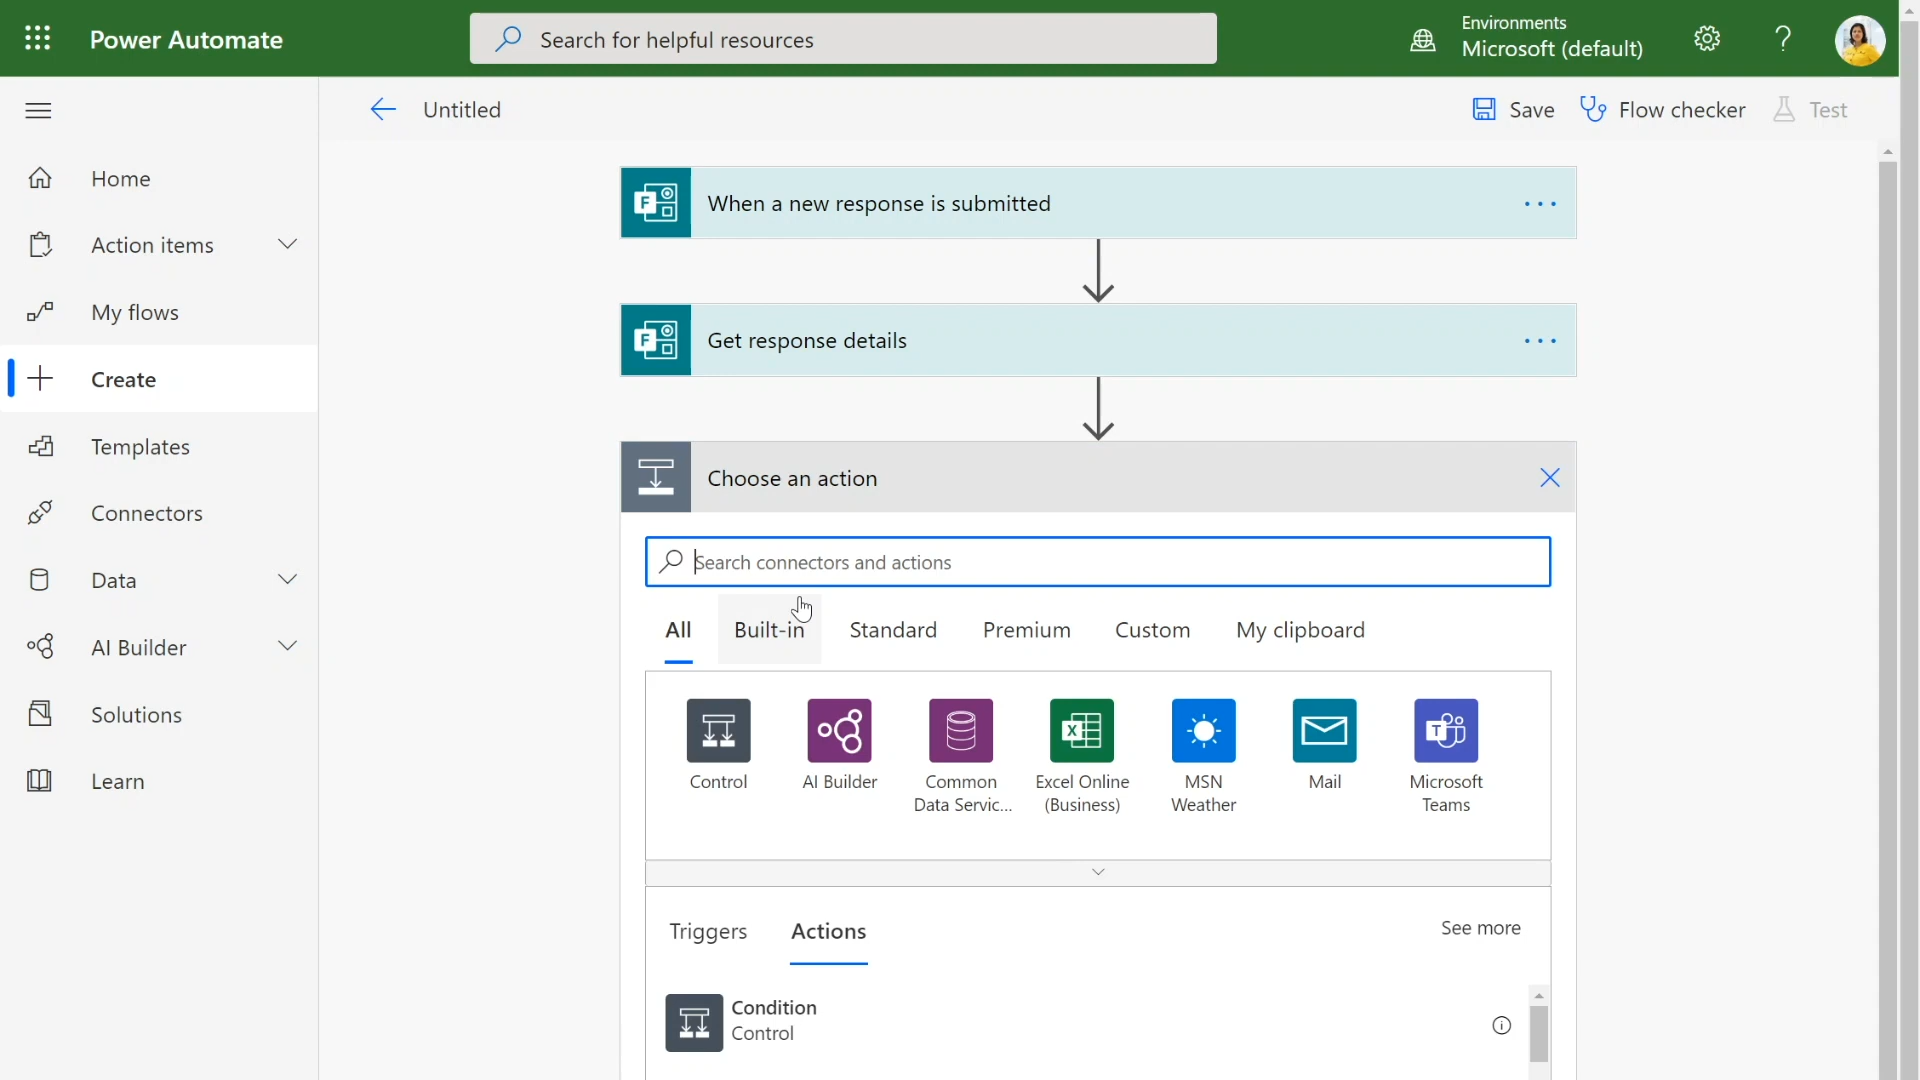 Power Automate
Search for helpful resources
Environments
Microsoft (default)
?
Untitled
Save
Flow checker
Test
Home
Action items
My flows
Create
Templates
Connectors
Data
AI Builder
Solutions
Learn
F
When a new response is submitted
F
Get response details
Choose an action
Search connectors and actions
All
Built-in
Standard
Premium
Custom
My clipboard
Control
AI Builder
Common
Data Servic...
X
Excel Online
(Business)
MSN
Weather
Mail
T
Microsoft
Teams
Triggers
Actions
See more
Condition
Control